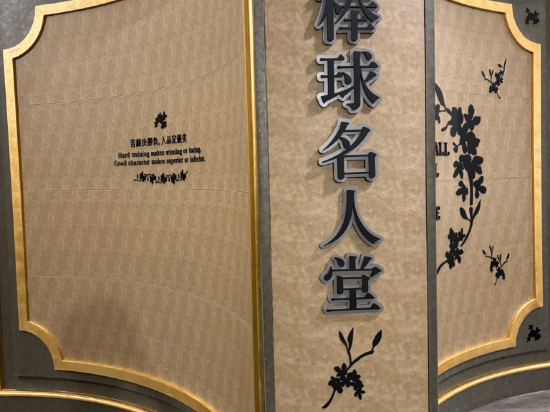 苦練決勝負,人品定優劣
Hard training makes winning or losing.
Good character makes superior or inferior.
棒球名人堂
ALL
E